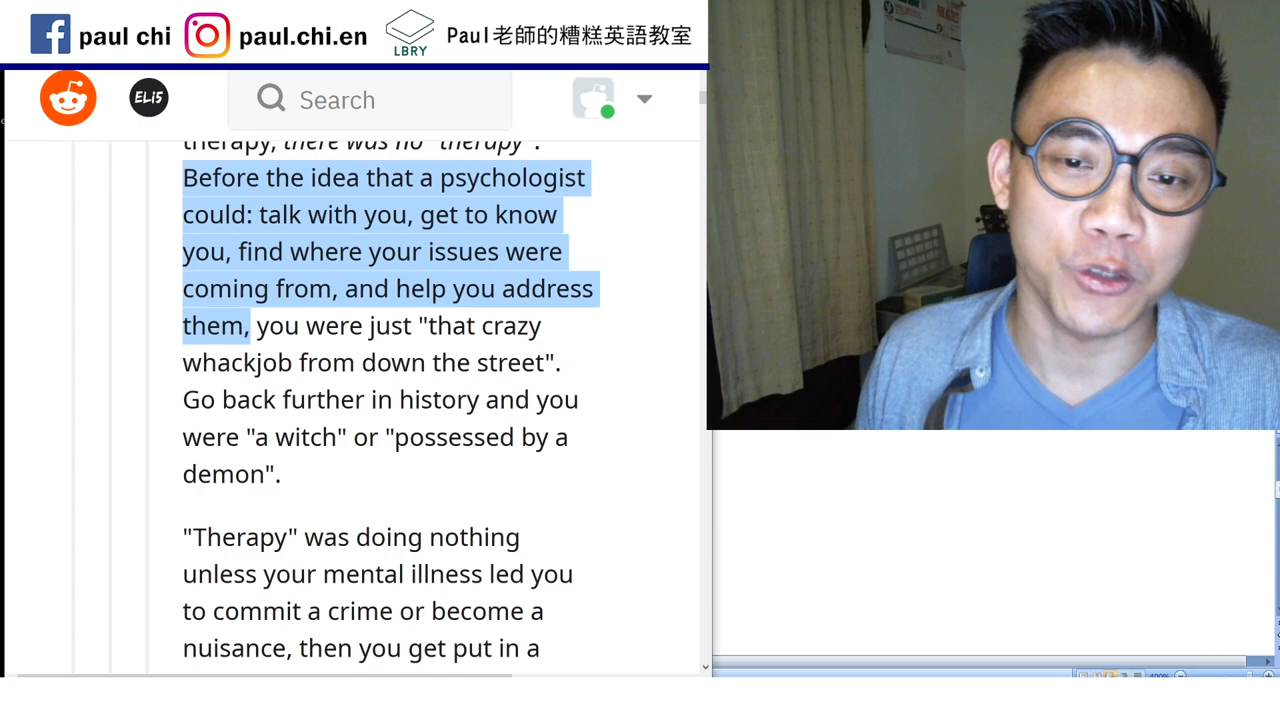 paul chi
paul.chi.en
LBRY
Paul老師的糟糕英語教室
ELI5
Search
therapy, there was no "therapy".
Before the idea that a psychologist
could: talk with you, get to know
you, find where your issues were
coming from, and help you address
them, you were just "that crazy
whackjob from down the street".
Go back further in history and you
were "a witch" or "possessed by a
demon".
"Therapy" was doing nothing
unless your mental illness led you
to commit a crime or become a
nuisance, then you get put in a